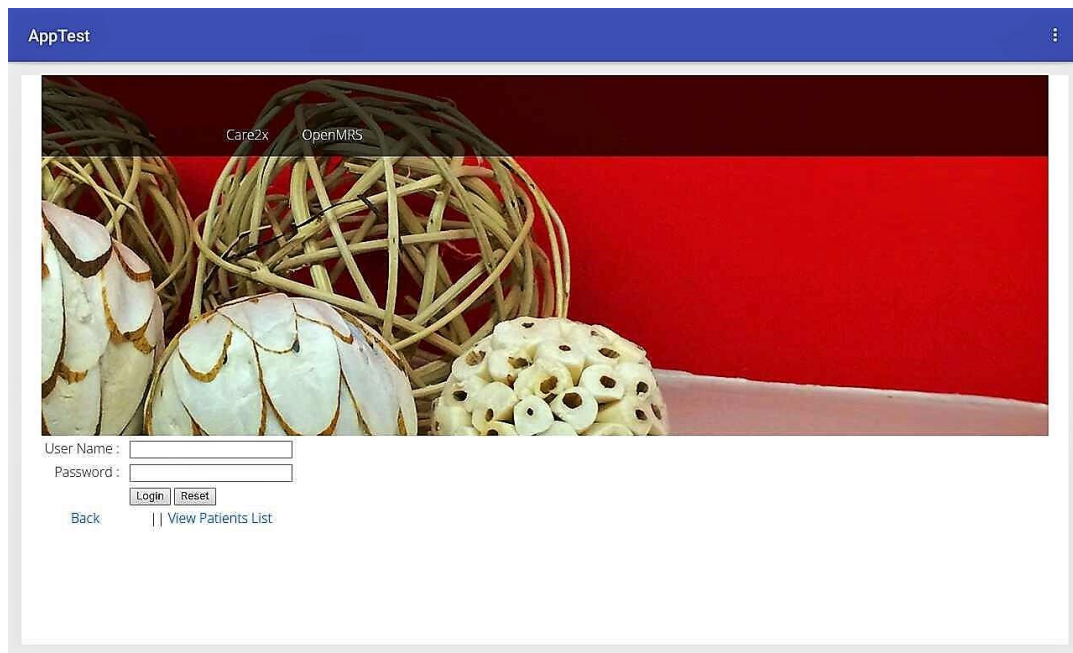 AppTest
Care2x OpenMRS
User Name :
Password :
Login Reset
Back || View Patients List